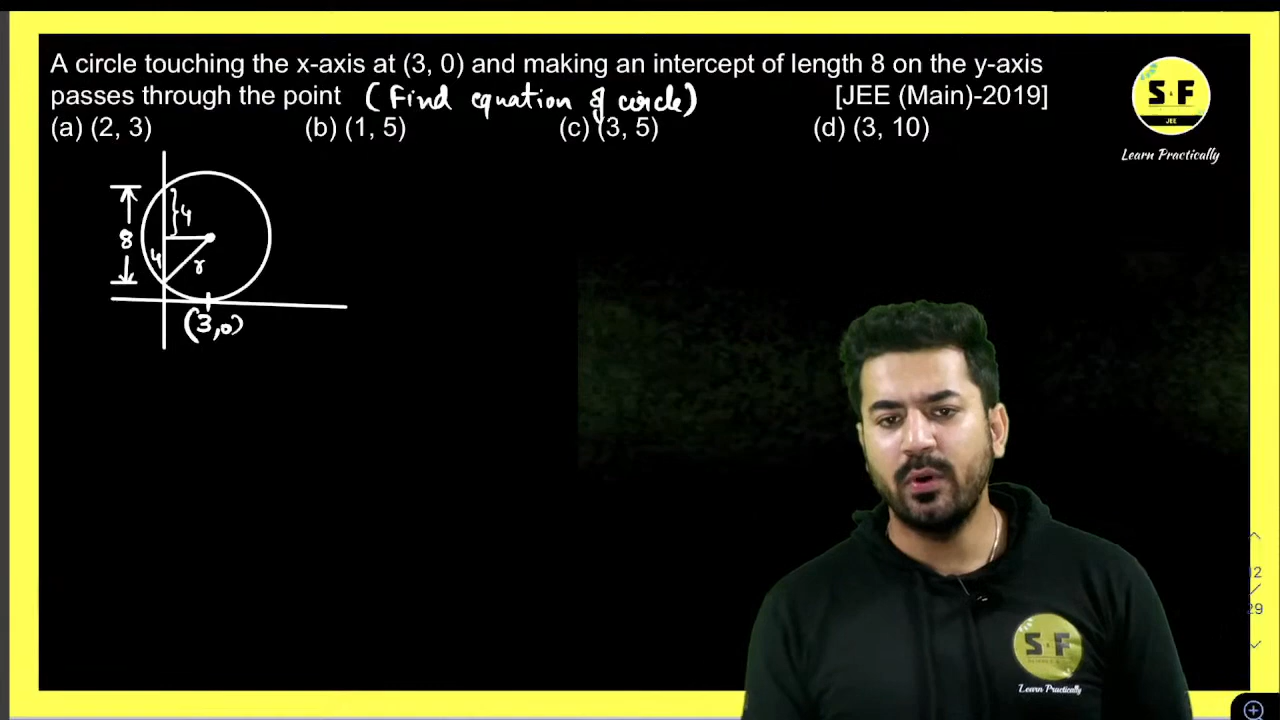 A circle touching the x-axis at (3, 0) and making an intercept of length 8 on the y-axis
passes through the point (Find equation of circle) [JEE (Main)-2019]
(a) (2, 3) (b) (1, 5) (c) (3, 5) (d) (3, 10)
S F
JEE
Learn Practically
4
8
4
r
(3,0)
12
29
S F
Learn Practically